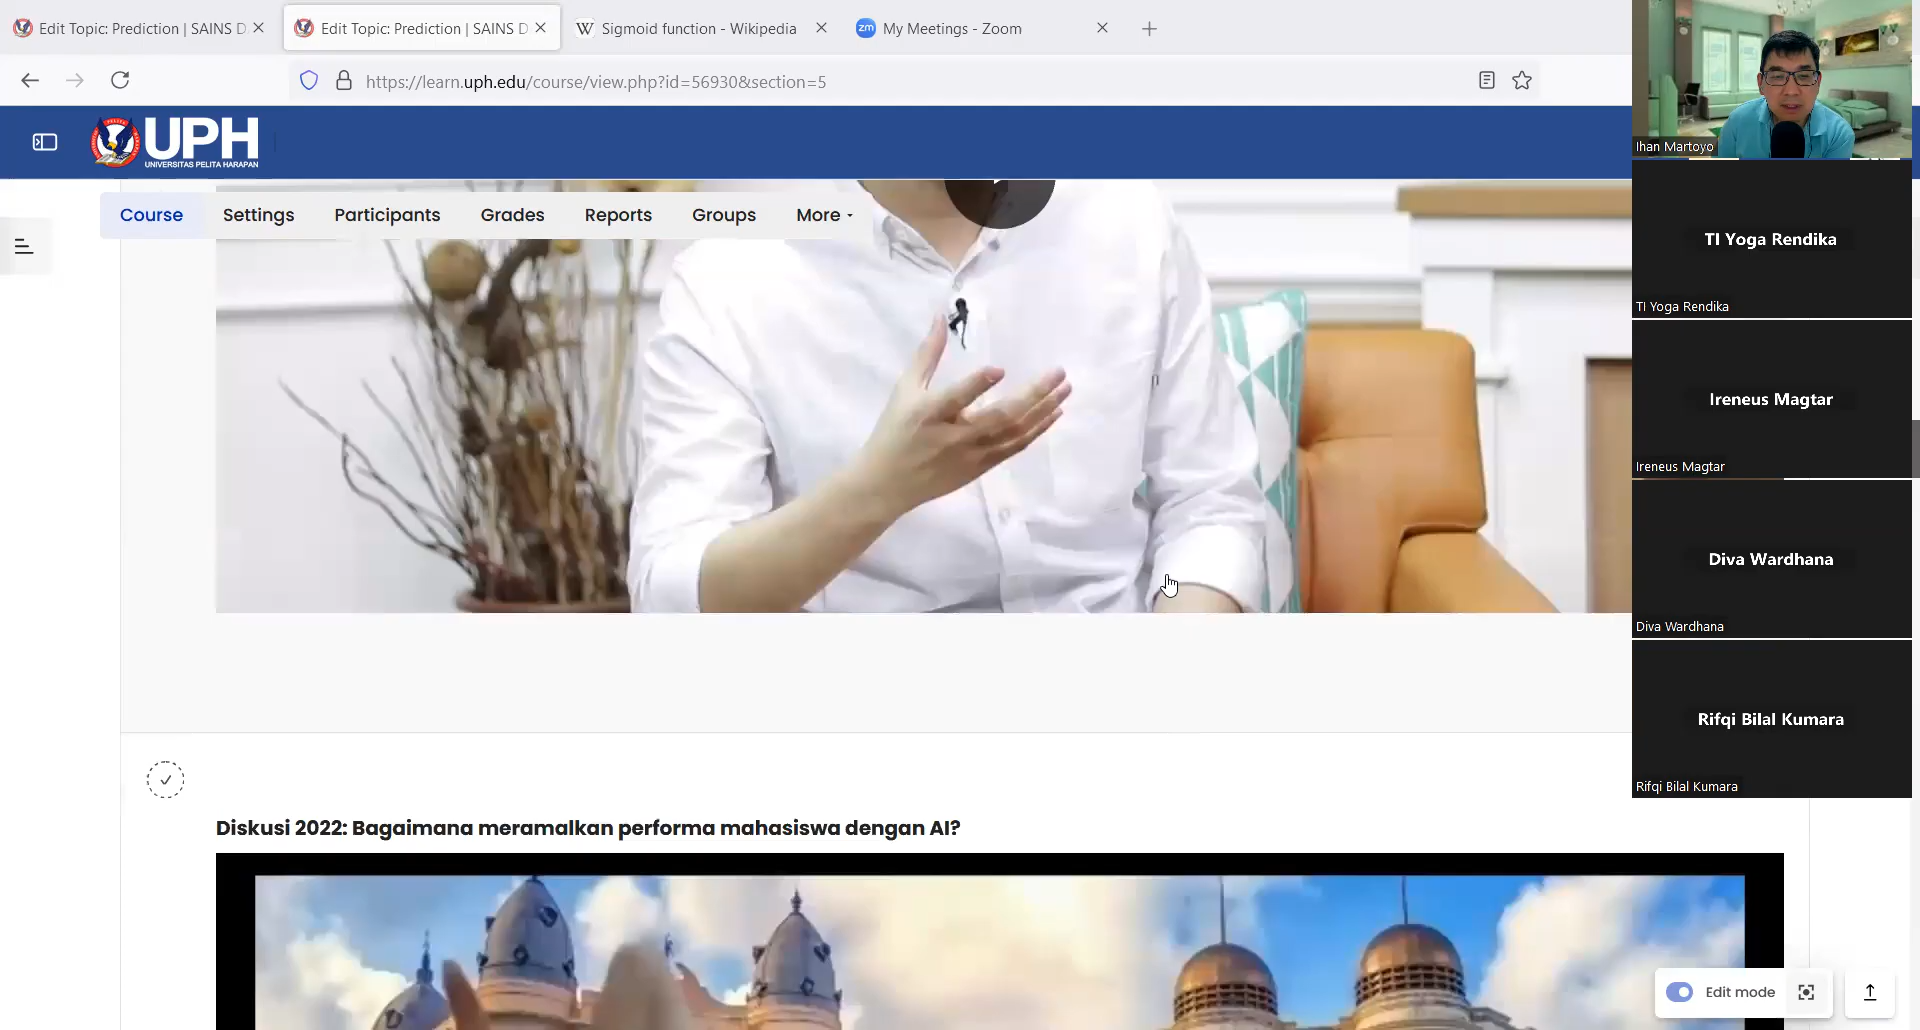 Edit Topic: Prediction | SAINS D
Edit Topic: Prediction | SAINS D
W Sigmoid function - Wikipedia
zm My Meetings - Zoom
https://learn.uph.edu/course/view.php?id=56930&section=5
UPH
UNIVERSITAS PELITA HARAPAN
Course
Settings
Participants
Grades
Reports
Groups
More
Diskusi 2022: Bagaimana meramalkan performa mahasiswa dengan AI?
Edit mode
Ihan Martoyo
TI Yoga Rendika
TI Yoga Rendika
Ireneus Magtar
Ireneus Magtar
Diva Wardhana
Diva Wardhana
Rifqi Bilal Kumara
Rifqi Bilal Kumara